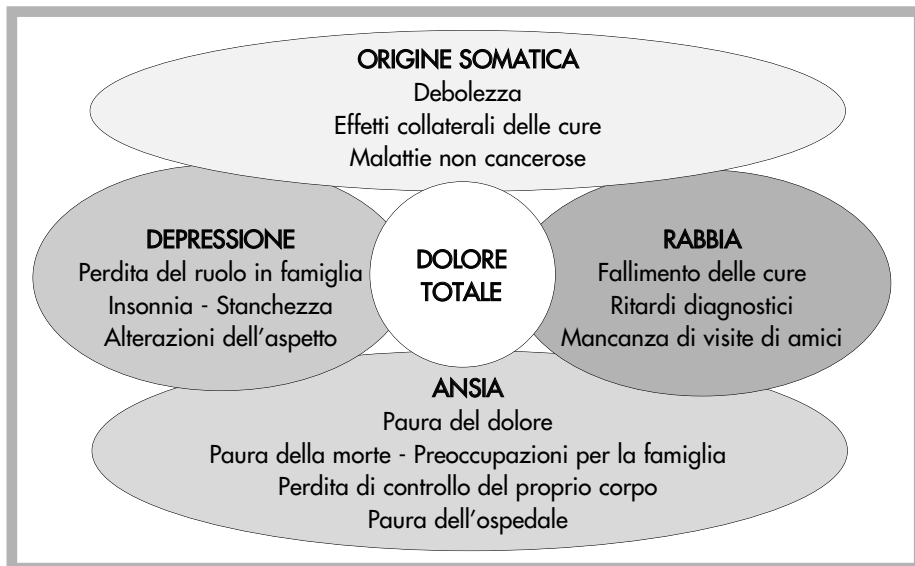 ORIGINE SOMATICA
Debolezza
Effetti collaterali delle cure
Malattie non cancerose
DEPRESSIONE
Perdita del ruolo in famiglia
Insonnia - Stanchezza
Alterazioni dell'aspetto
DOLORE
TOTALE
RABBIA
Fallimento delle cure
Ritardi diagnostici
Mancanza di visite di amici
ANSIA
Paura del dolore
Paura della morte - Preoccupazioni per la famiglia
Perdita di controllo del proprio corpo
Paura dell'ospedale